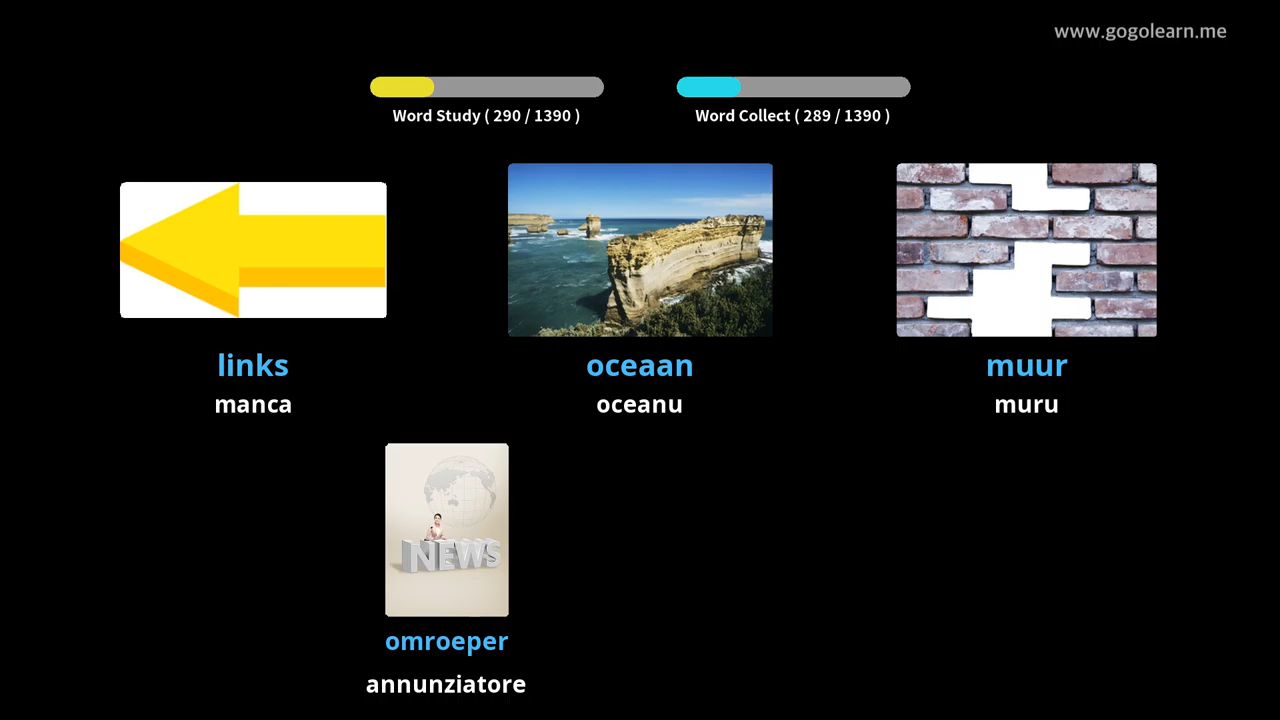 www.gogolearn.me
Word Study ( 290 / 1390 )
Word Collect ( 289 / 1390 )
links
oceaan
muur
manca
oceanu
muru
NEWS
omroeper
annunziatore